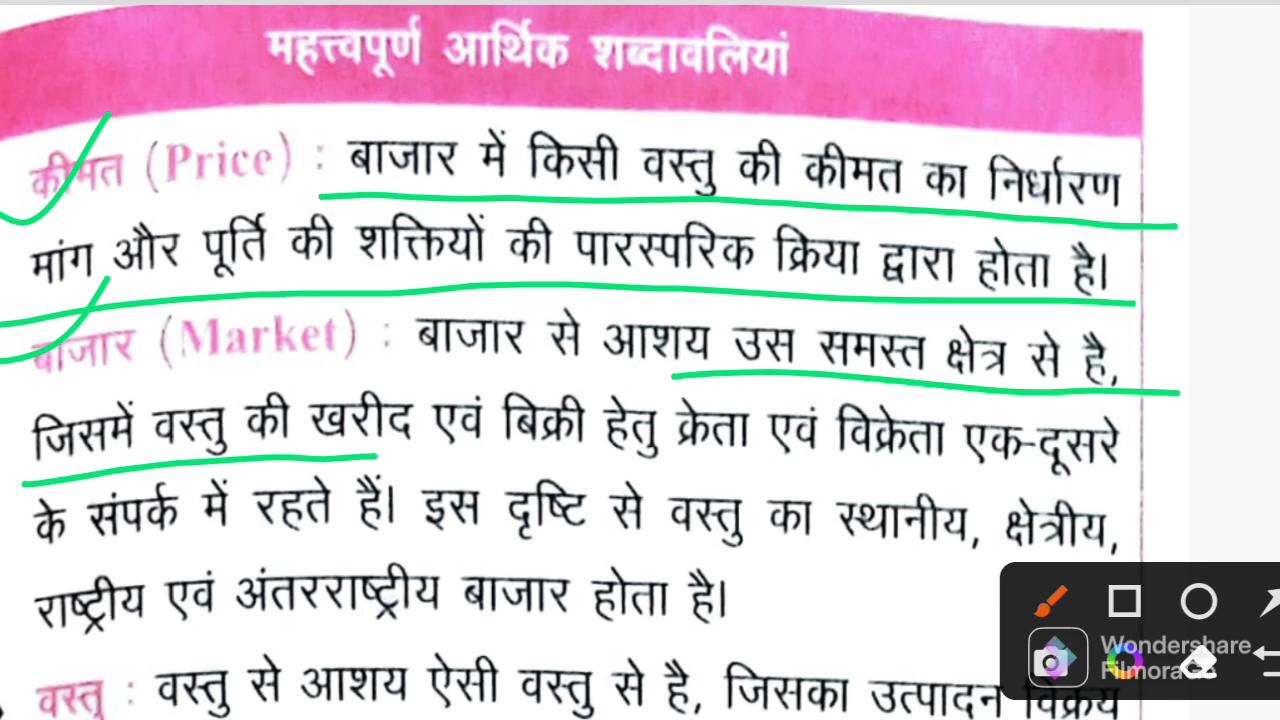 महत्त्वपूर्ण आर्थिक शब्दावलियां
कीमत (Price) : बाजार में किसी वस्तु की कीमत का निर्धारण
मांग और पूर्ति की शक्तियों की पारस्परिक क्रिया द्वारा होता है।
बाजार (Market) : बाजार से आशय उस समस्त क्षेत्र से है,
जिसमें वस्तु की खरीद एवं बिक्री हेतु क्रेता एवं विक्रेता एक-दूसरे
के संपर्क में रहते हैं। इस दृष्टि से वस्तु का स्थानीय, क्षेत्रीय,
राष्ट्रीय एवं अंतरराष्ट्रीय बाजार होता है।
वस्तु : वस्तु से आशय ऐसी वस्तु से है, जिसका उत्पादन विक्रय
Wondershare